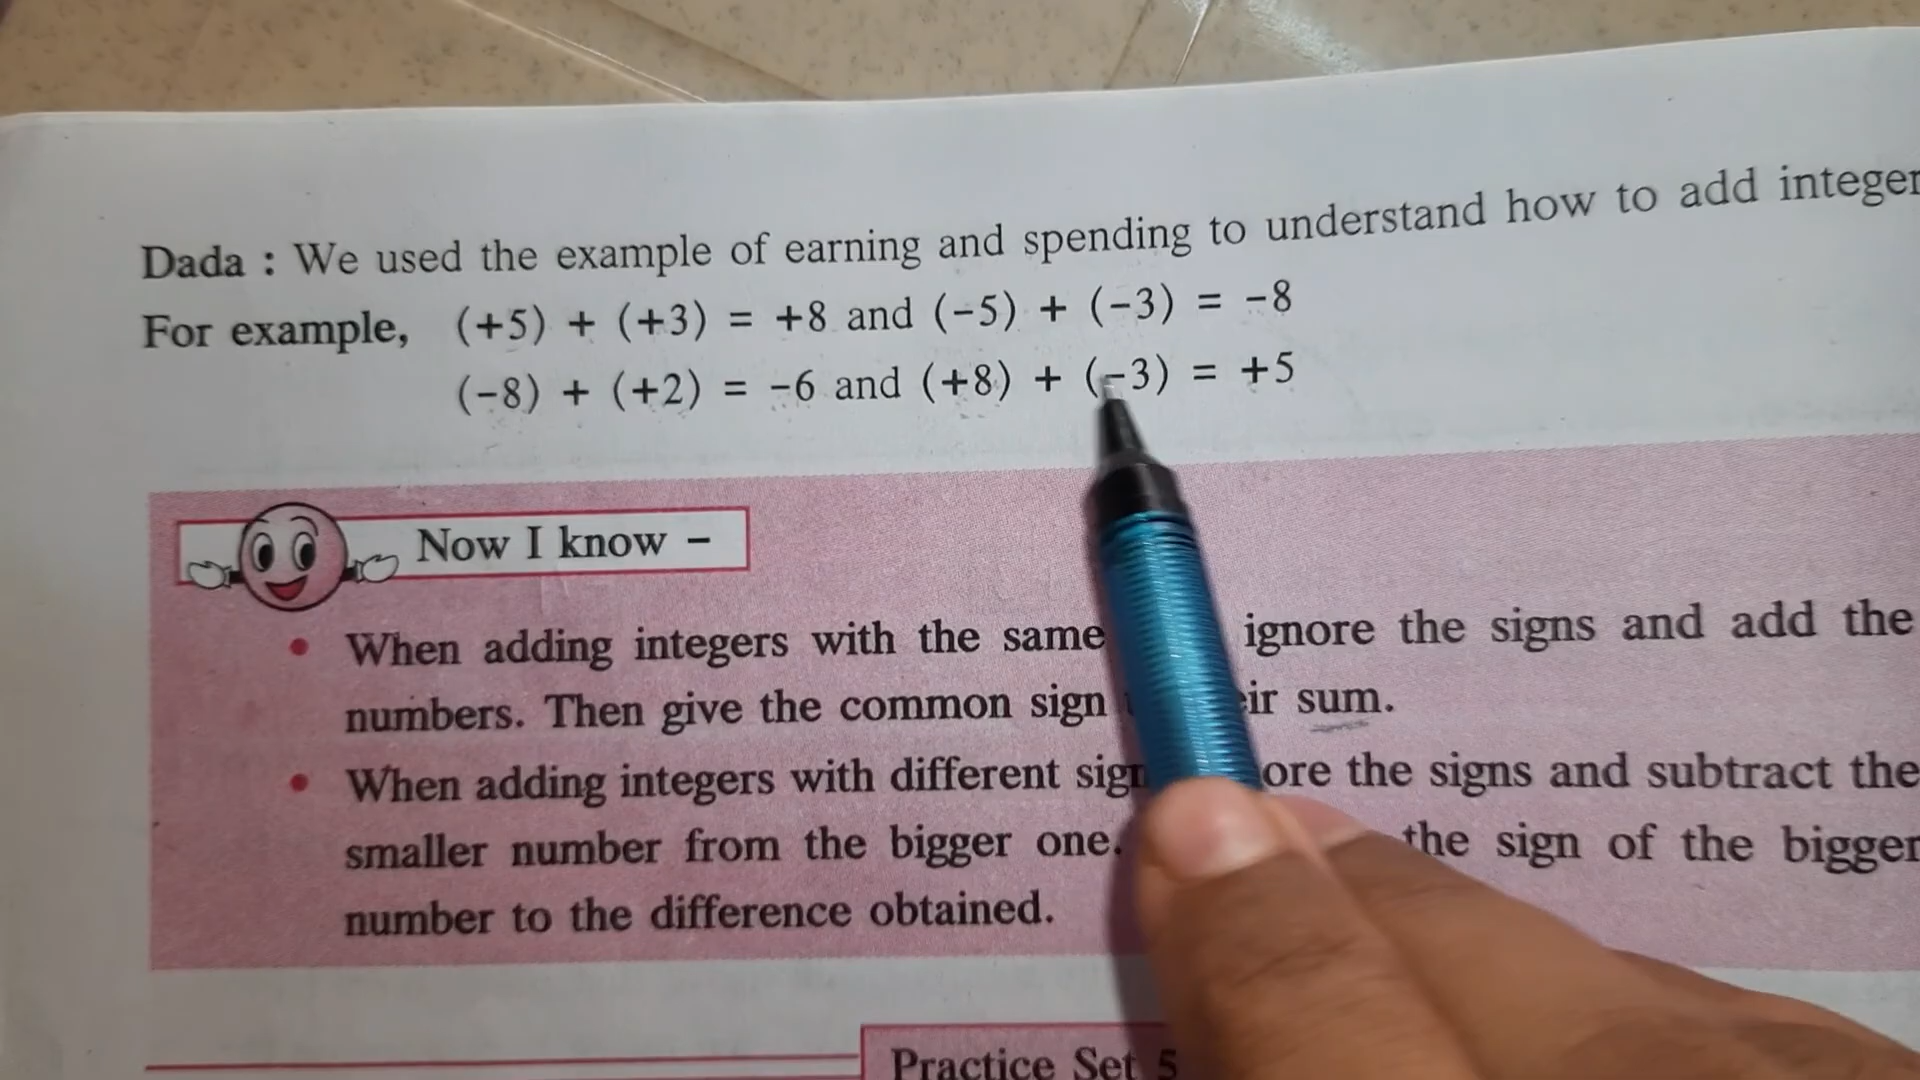 Dada : We used the example of earning and spending to understand how to add integer
For example, (+5) + (+3) = +8 and (-5) + (-3) = -8
(-8) + (+2) = -6 and (+8) + (-3) = +5
Now I know –
• When adding integers with the same ignore the signs and add the
numbers. Then give the common sign sum.
• When adding integers with different the signs and subtract the
smaller number from the bigger one. the sign of the bigger
number to the difference obtained.
Practice Set 5